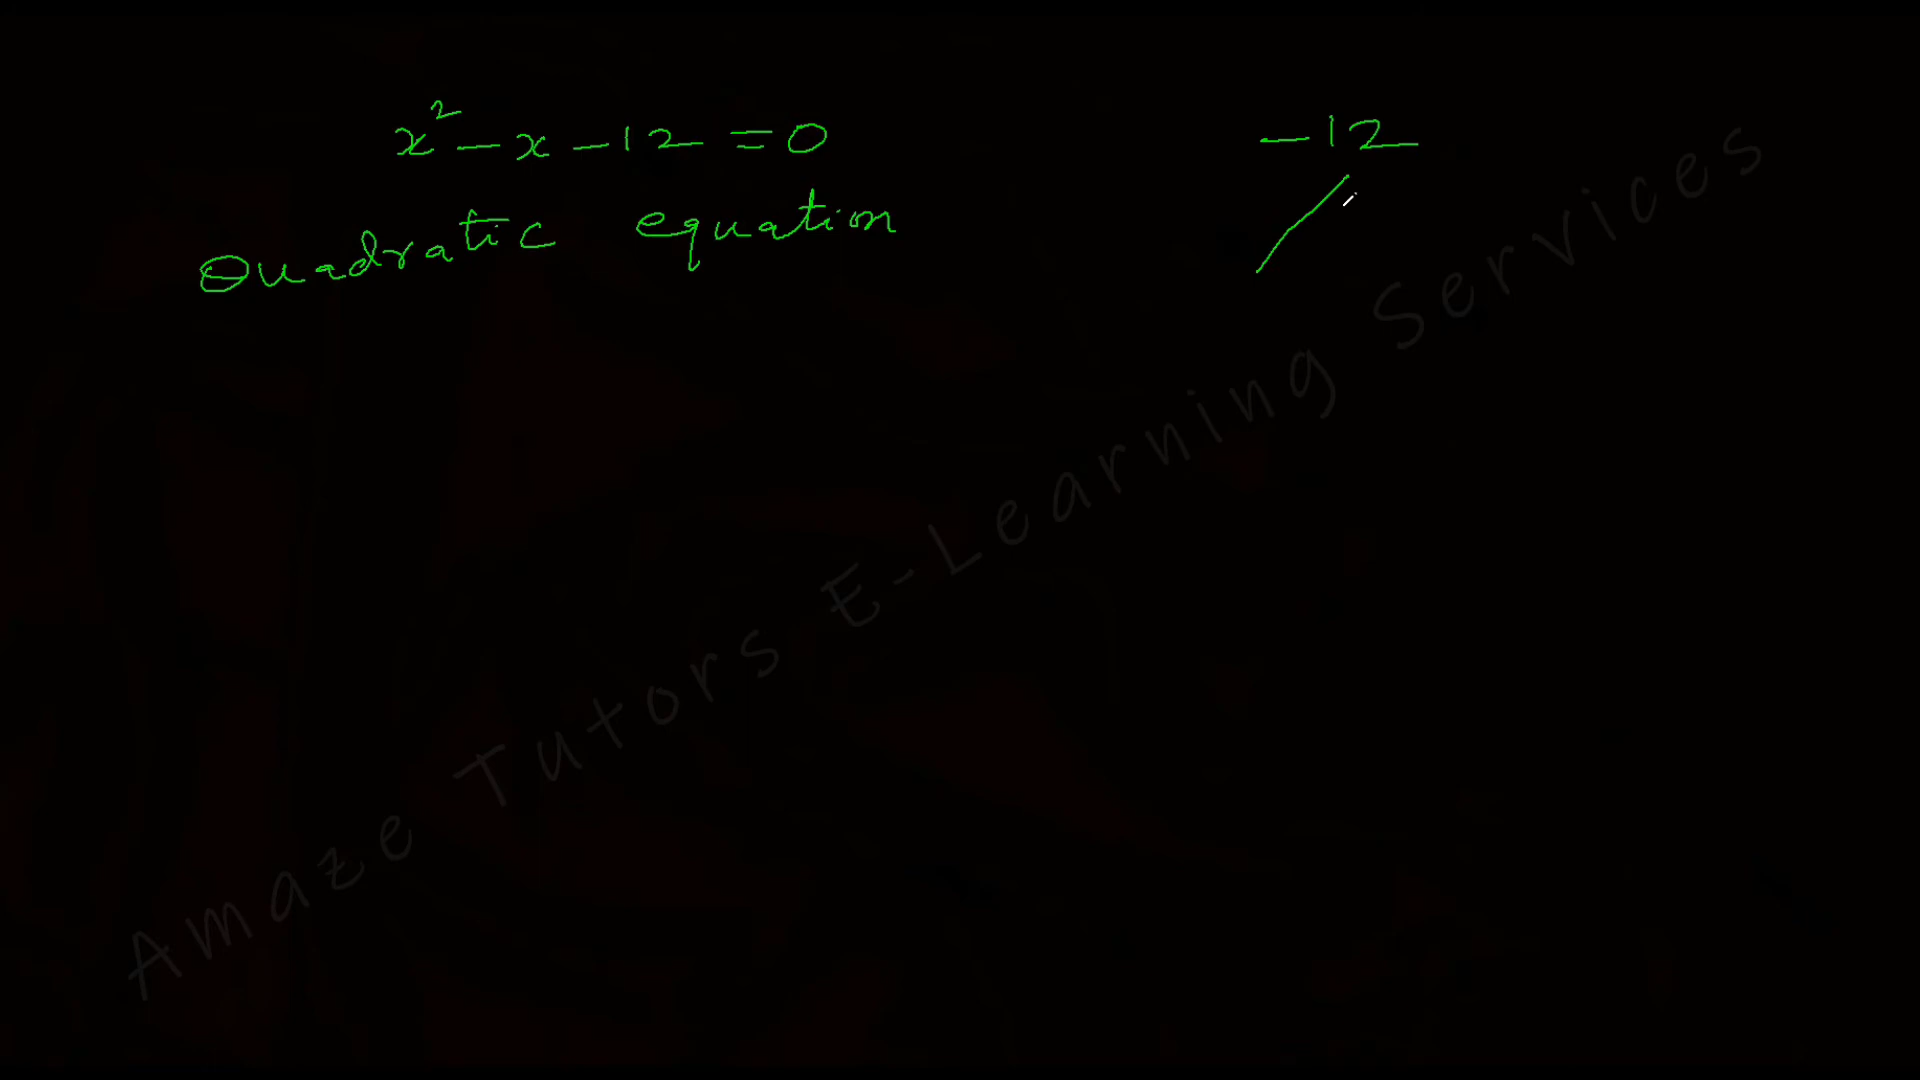 x² - x - 12 = 0
-12
Quadratic equation
Amaze Tutors E-Learning Services